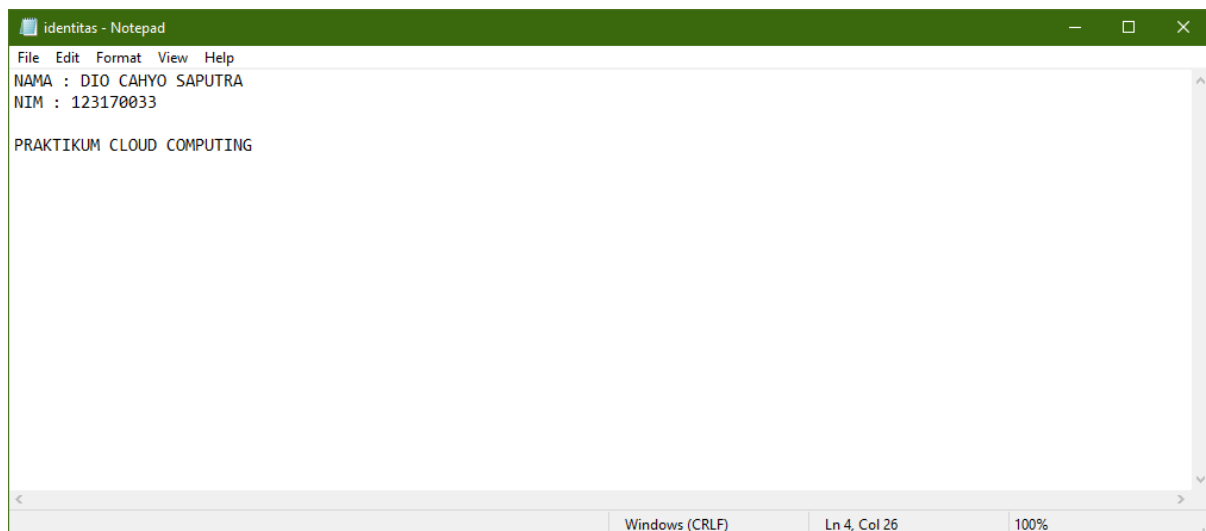 identitas - Notepad
File Edit Format View Help
NAMA : DIO CAHYO SAPUTRA
NIM : 123170033
PRAKTIKUM CLOUD COMPUTING
Windows (CRLF) Ln 4, Col 26 100%